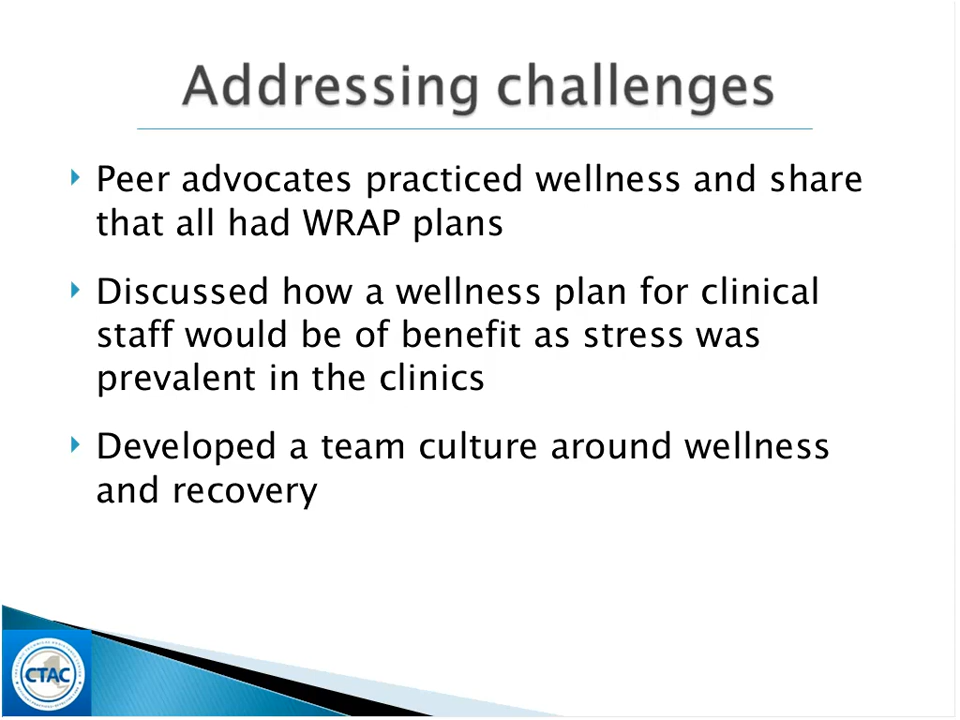 Addressing challenges
Peer advocates practiced wellness and share
that all had WRAP plans
Discussed how a wellness plan for clinical
staff would be of benefit as stress was
prevalent in the clinics
Developed a team culture around wellness
and recovery
CTAC